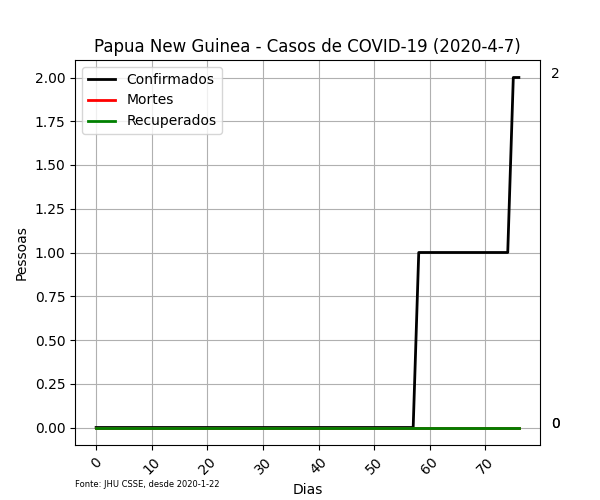 Papua New Guinea - Casos de COVID-19 (2020-4-7)
Confirmados
Mortes
Recuperados
2.00
1.75
1.50
1.25
1.00
0.75
0.50
0.25
0.00
Pessoas
2
0
0 10 20 30 40 50 60 70
Dias
Fonte: JHU CSSE, desde 2020-1-22